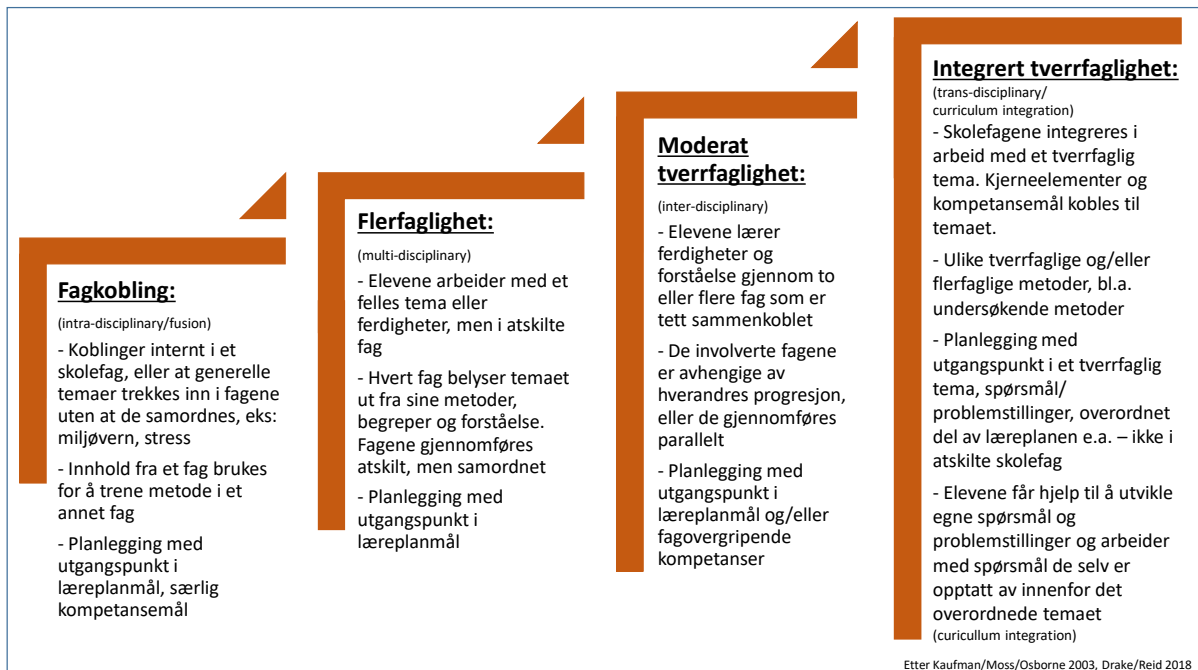 Fagkobling:
(intra-disciplinary/fusion)
- Koblinger internt i et
skolefag, eller at generelle
temaer trekkes inn i fagene
uten at de samordnes, eks:
miljøvern, stress
- Innhold fra et fag brukes
for å trene metode i et
annet fag
- Planlegging med
utgangspunkt i
læreplanmål, særlig
kompetansemål
Flerfaglighet:
(multi-disciplinary)
- Elevene arbeider med et
felles tema eller
ferdigheter, men i atskilte
fag
- Hvert fag belyser temaet
ut fra sine metoder,
begreper og forståelse.
Fagene gjennomføres
atskilt, men samordnet
- Planlegging med
utgangspunkt i
læreplanmål
Moderat
tverrfaglighet:
(inter-disciplinary)
- Elevene lærer
ferdigheter og
forståelse gjennom to
eller flere fag som er
tett sammenkoblet
- De involverte fagene
er avhengige av
hverandres progresjon,
eller de gjennomføres
parallelt
- Planlegging med
utgangspunkt i
læreplanmål og/eller
fagovergripende
kompetanser
Integrert tverrfaglighet:
(trans-disciplinary/
curriculum integration)
- Skolefagene integreres i
arbeid med et tverrfaglig
tema. Kjerneelementer og
kompetansemål kobles til
temaet.
- Ulike tverrfaglige og/eller
flerfaglige metoder, bl.a.
undersøkende metoder
- Planlegging med
utgangspunkt i et tverrfaglig
tema, spørsmål/
problemstillinger, overordnet
del av læreplanen e.a. – ikke i
atskilte skolefag
- Elevene får hjelp til å utvikle
egne spørsmål og
problemstillinger og arbeider
med spørsmål de selv er
opptatt av innenfor det
overordnede temaet
(curicullum integration)
Etter Kaufman/Moss/Osborne 2003, Drake/Reid 2018